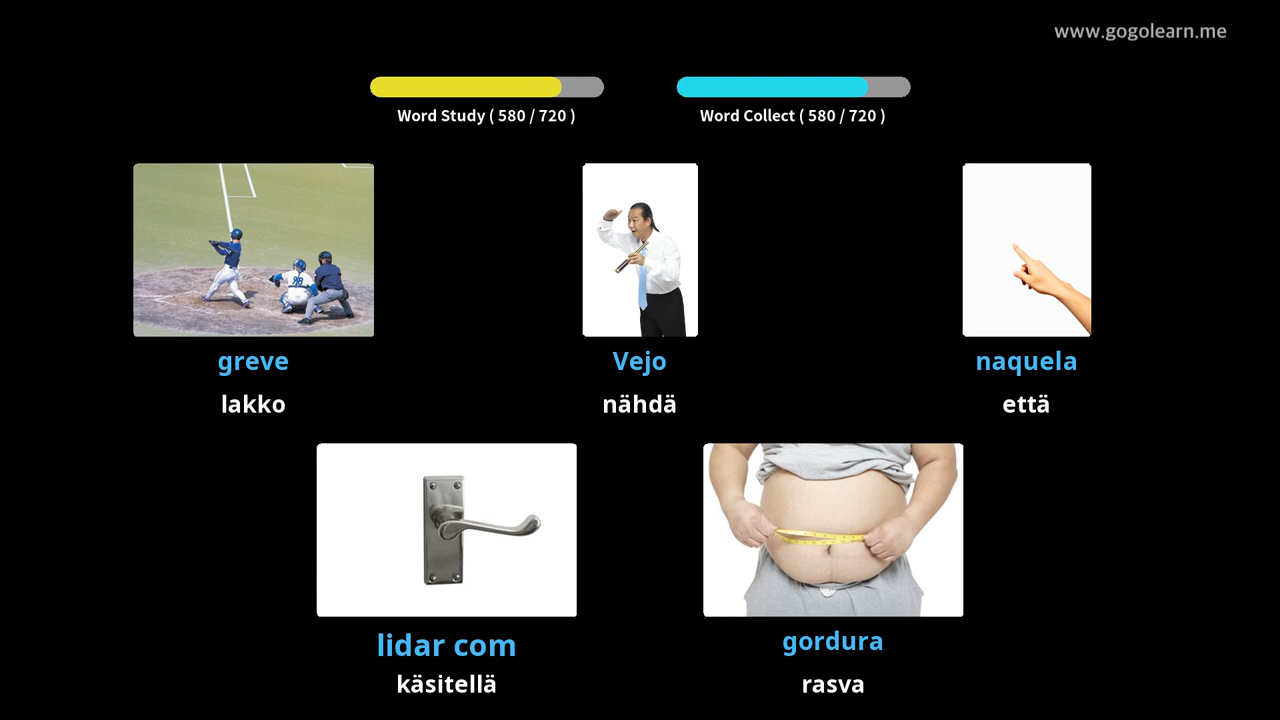 www.gogolearn.me
Word Study ( 580 / 720 )
Word Collect ( 580 / 720 )
greve
lakko
Vejo
nähdä
naquela
että
lidar com
käsitellä
gordura
rasva